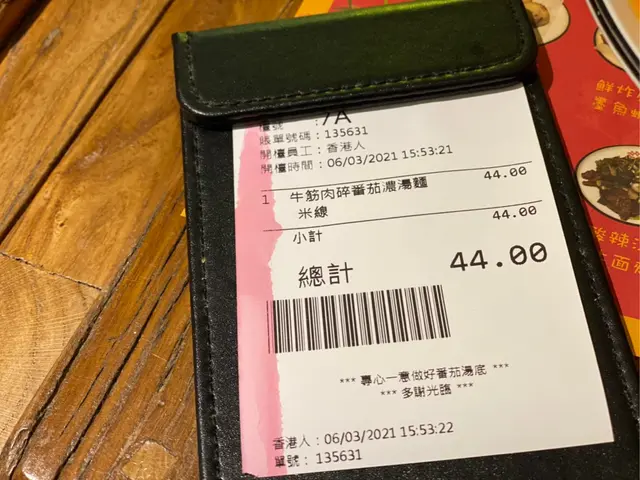 檯號 : 7A
賬單號碼 : 135631
開檯員工 : 香港人
開檯時間 : 06/03/2021 15:53:21
1 牛筋肉碎番茄濃湯麵 44.00
米線
小計 44.00
總計 44.00
*** 專心一意做好番茄湯底 ***
*** 多謝光臨 ***
香港人 : 06/03/2021 15:53:22
單號 : 135631